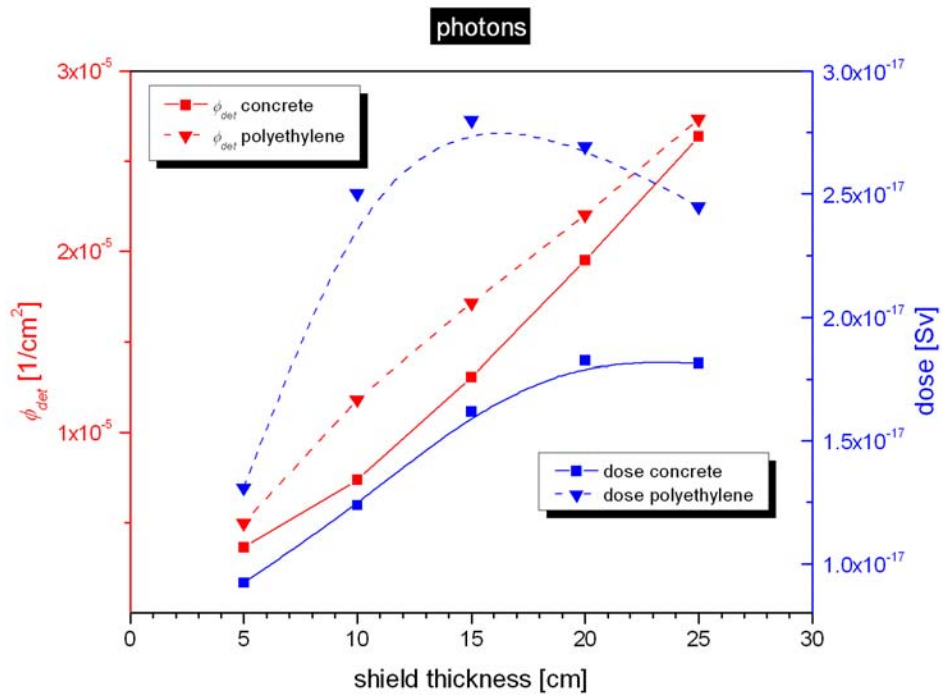 photons
3x10⁻⁵
2x10⁻⁵
1x10⁻⁵
ϕdet [1/cm²]
ϕdet concrete
ϕdet polyethylene
3.0x10⁻¹⁷
2.5x10⁻¹⁷
2.0x10⁻¹⁷
1.5x10⁻¹⁷
1.0x10⁻¹⁷
dose [Sv]
dose concrete
dose polyethylene
0 5 10 15 20 25 30
shield thickness [cm]